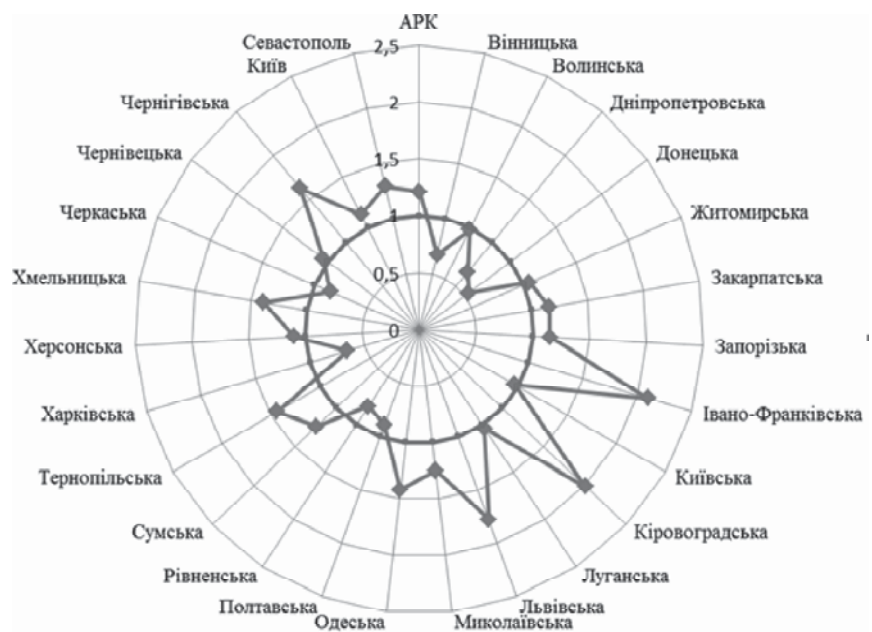 АРК
Вінницька
Волинська
Дніпропетровська
Донецька
Житомирська
Закарпатська
Запорізька
Івано-Франківська
Київська
Кіровоградська
Луганська
Львівська
Миколаївська
Одеська
Полтавська
Рівненська
Сумська
Тернопільська
Харківська
Херсонська
Хмельницька
Черкаська
Чернівецька
Чернігівська
Київ
Севастополь
2,5
2
1,5
1
0,5
0